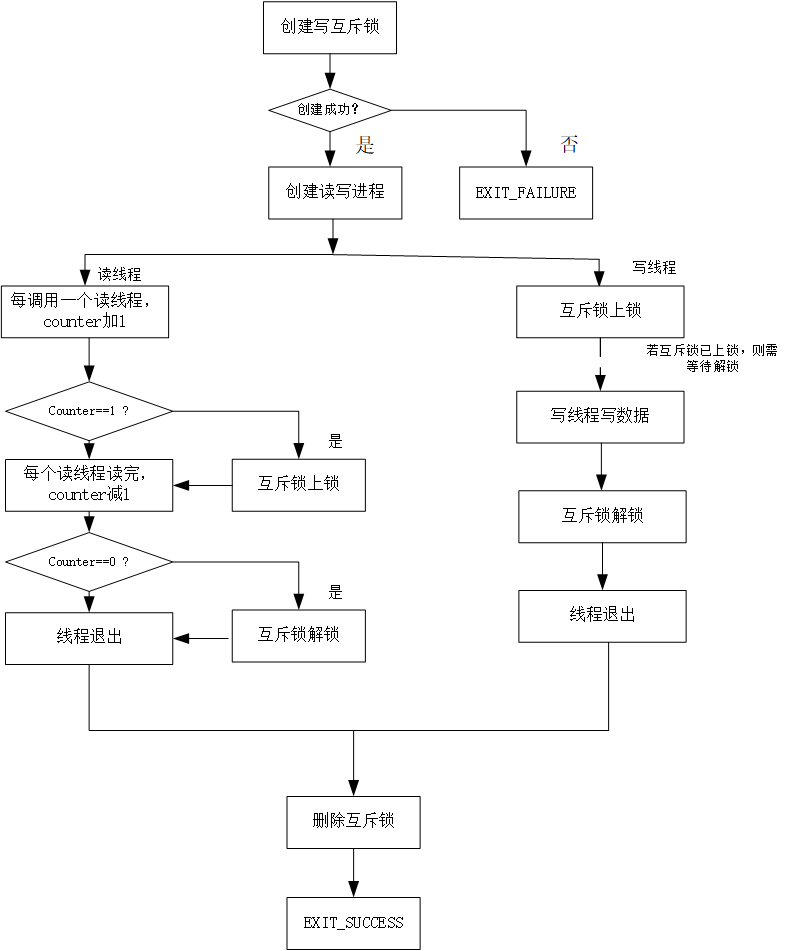 创建写互斥锁
创建成功?
是
否
创建读写进程
EXIT_FAILURE
读线程
写线程
每调用一个读线程，
counter加1
互斥锁上锁
若互斥锁已上锁，则需
等待解锁
Counter==1 ?
写线程写数据
是
每个读线程读完，
counter减1
互斥锁上锁
互斥锁解锁
Counter==0 ?
是
线程退出
互斥锁解锁
线程退出
删除互斥锁
EXIT_SUCCESS